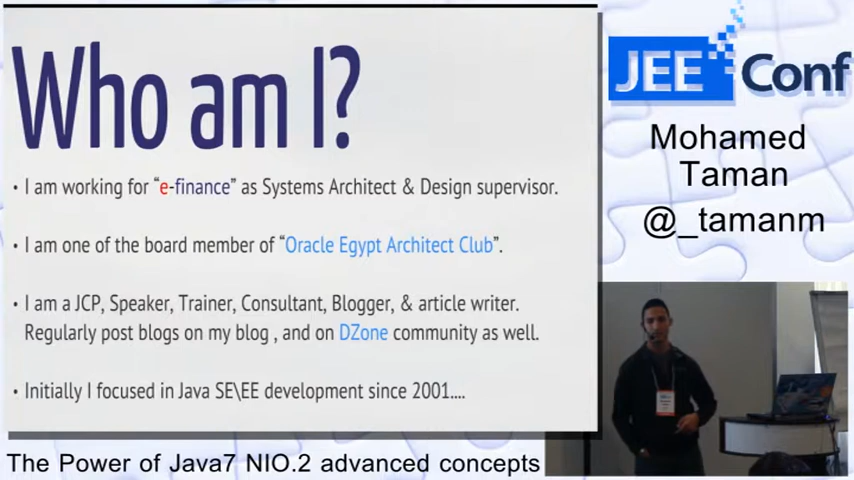 Who am I?
• I am working for “e-finance” as Systems Architect & Design supervisor.
• I am one of the board member of “Oracle Egypt Architect Club”.
• I am a JCP, Speaker, Trainer, Consultant, Blogger, & article writer.
Regularly post blogs on my blog , and on DZone community as well.
• Initially I focused in Java SE\EE development since 2001....
JEE Conf
Mohamed
Taman
@_tamanm
The Power of Java7 NIO.2 advanced concepts